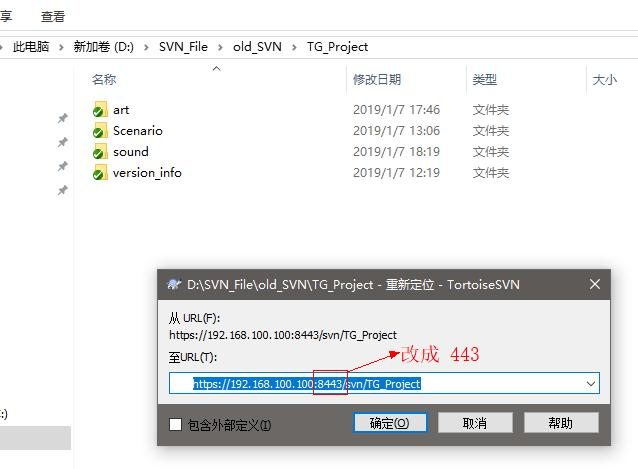 享 查看
此电脑 › 新加卷 (D:) › SVN_File › old_SVN › TG_Project
名称 修改日期 类型 大小
art 2019/1/7 17:46 文件夹
Scenario 2019/1/7 13:06 文件夹
sound 2019/1/7 18:19 文件夹
version_info 2019/1/7 12:19 文件夹
D:\SVN_File\old_SVN\TG_Project - 重新定位 - TortoiseSVN
从 URL(F):
https://192.168.100.100:8443/svn/TG_Project
至URL(T):
改成 443
https://192.168.100.100:8443/svn/TG_Project
:)
包含外部定义(I) 确定(O) 取消 帮助